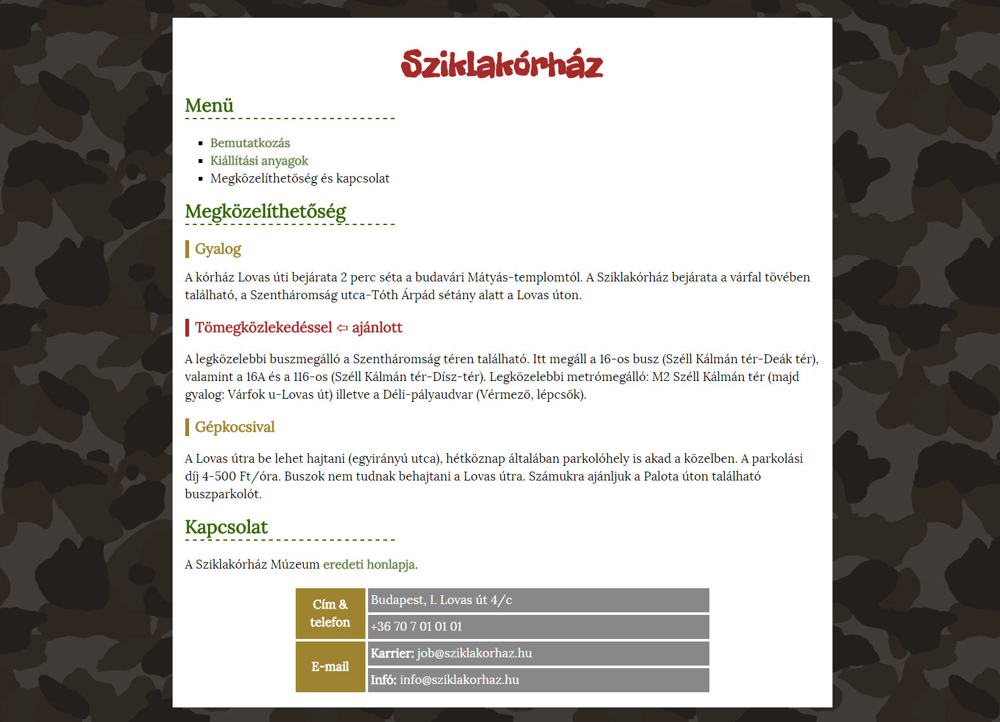 Sziklakórház
Menü
Bemutatkozás
Kiállítási anyagok
Megközelíthetőség és kapcsolat
Megközelíthetőség
Gyalog
A kórház Lovas úti bejárata 2 perc séta a budavári Mátyás-templomtól. A Sziklakórház bejárata a várfal tövében
található, a Szentháromság utca-Tóth Árpád sétány alatt a Lovas úton.
Tömegközlekedéssel ⇦ ajánlott
A legközelebbi buszmegálló a Szentháromság téren található. Itt megáll a 16-os busz (Széll Kálmán tér-Deák tér),
valamint a 16A és a 116-os (Széll Kálmán tér-Dísz-tér). Legközelebbi metrómegálló: M2 Széll Kálmán tér (majd
gyalog: Várfok u-Lovas út) illetve a Déli-pályaudvar (Vérmező, lépcsők).
Gépkocsival
A Lovas útra be lehet hajtani (egyirányú utca), hétköznap általában parkolóhely is akad a közelben. A parkolási
díj 4-500 Ft/óra. Buszok nem tudnak behajtani a Lovas útra. Számukra ajánljuk a Palota úton található
buszparkolót.
Kapcsolat
A Sziklakórház Múzeum eredeti honlapja.
Cím &
telefon
Budapest, I. Lovas út 4/c
+36 70 7 01 01 01
E-mail
Karrier: job@sziklakorhaz.hu
Infó: info@sziklakorhaz.hu